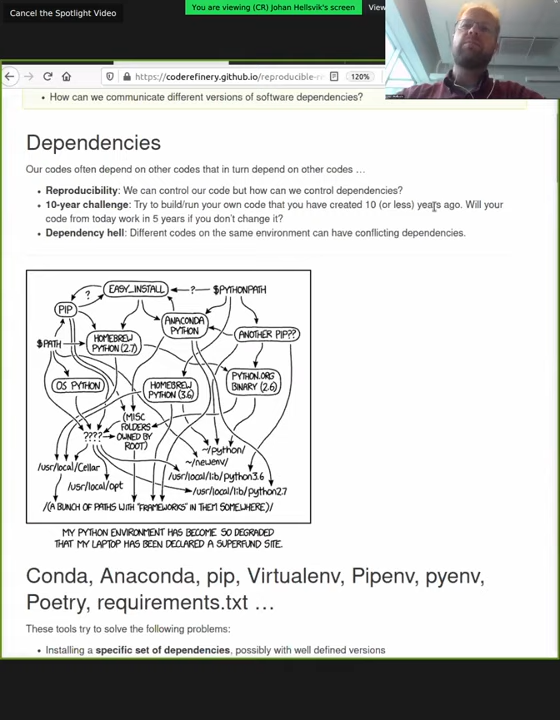 Cancel the Spotlight Video
You are viewing (CR) Johan Hellsvik's screen
View
https://coderefinery.github.io/reproducible-r
120%
How can we communicate different versions of software dependencies?
Dependencies
Our codes often depend on other codes that in turn depend on other codes …
Reproducibility: We can control our code but how can we control dependencies?
10-year challenge: Try to build/run your own code that you have created 10 (or less) years ago. Will your
code from today work in 5 years if you don't change it?
Dependency hell: Different codes on the same environment can have conflicting dependencies.
EASY_INSTALL
?
$PYTHONPATH
?
PIP
ANACONDA
PYTHON
ANOTHER PIP??
$PATH
HOMEBREW
PYTHON (2.7)
OS PYTHON
HOMEBREW
PYTHON (3.6)
PYTHON.ORG
BINARY (2.6)
(MISC
FOLDERS
OWNED BY
ROOT)
????
~/python/
~/newenv/
/usr/local/Cellar
/usr/local/lib/python3.6
/usr/local/opt
/usr/local/lib/python2.7
/(A BUNCH OF PATHS WITH "FRAMEWORKS" IN THEM SOMEWHERE)/
MY PYTHON ENVIRONMENT HAS BECOME SO DEGRADED
THAT MY LAPTOP HAS BEEN DECLARED A SUPERFUND SITE.
Conda, Anaconda, pip, Virtualenv, Pipenv, pyenv,
Poetry, requirements.txt …
These tools try to solve the following problems:
Installing a specific set of dependencies, possibly with well defined versions